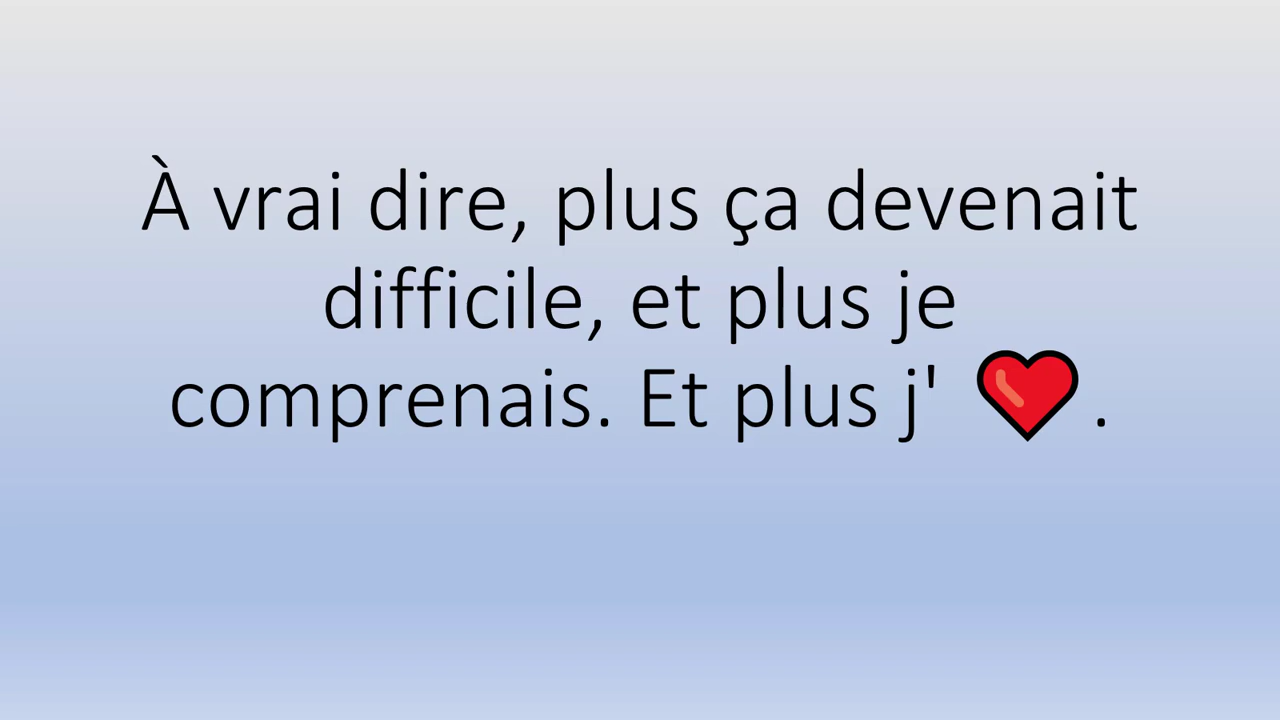 À vrai dire, plus ça devenait
difficile, et plus je
comprenais. Et plus j' ❤️.